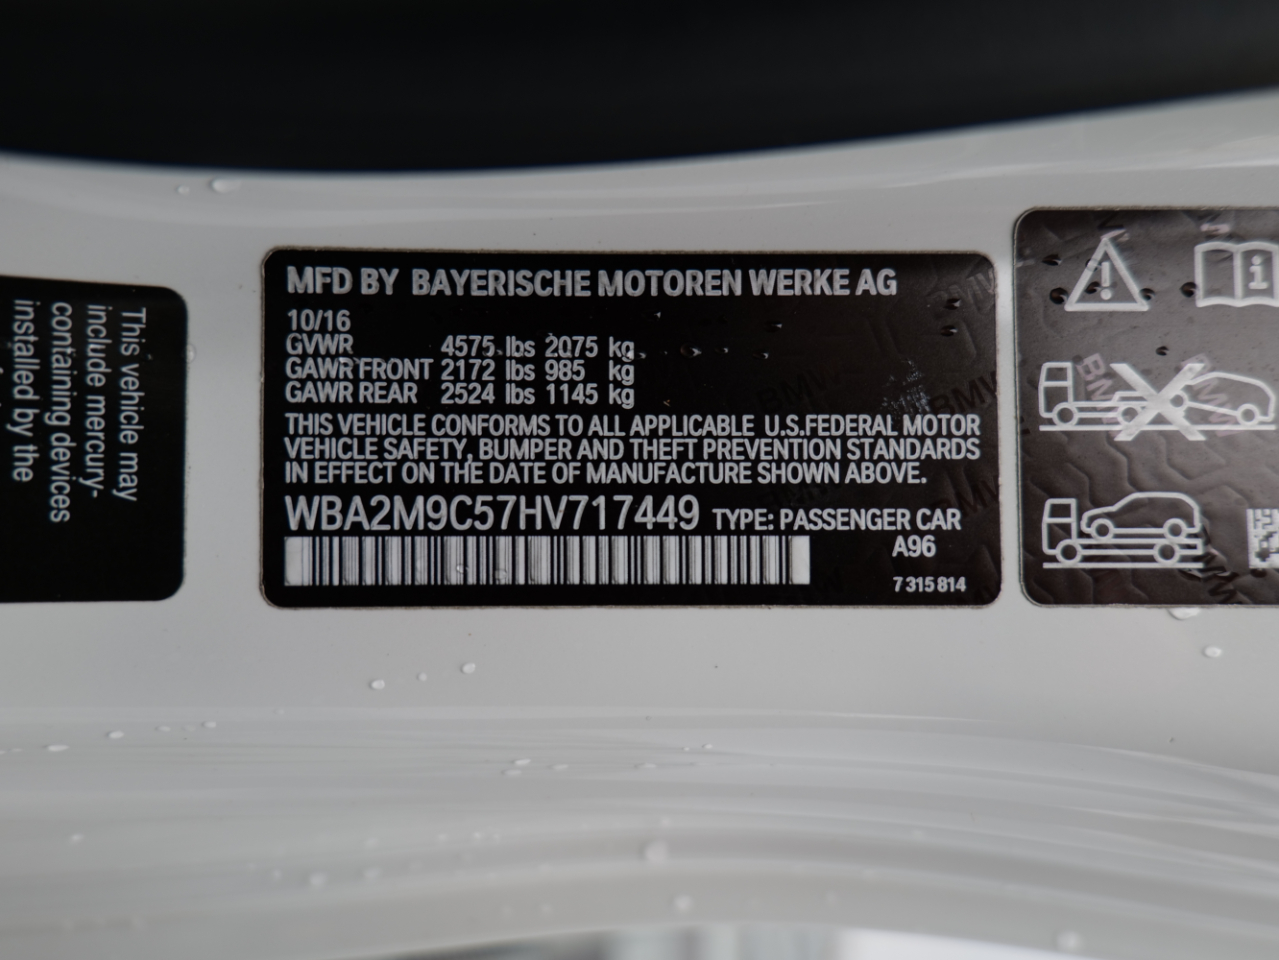 This vehicle may
include mercury-
containing devices
installed by the
MFD BY BAYERISCHE MOTOREN WERKE AG
10/16
GVWR 4575 lbs 2075 kg
GAWR FRONT 2172 lbs 985 kg
GAWR REAR 2524 lbs 1145 kg
THIS VEHICLE CONFORMS TO ALL APPLICABLE U.S.FEDERAL MOTOR
VEHICLE SAFETY, BUMPER AND THEFT PREVENTION STANDARDS
IN EFFECT ON THE DATE OF MANUFACTURE SHOWN ABOVE.
WBA2M9C57HV717449 TYPE: PASSENGER CAR
A96
7 315 814